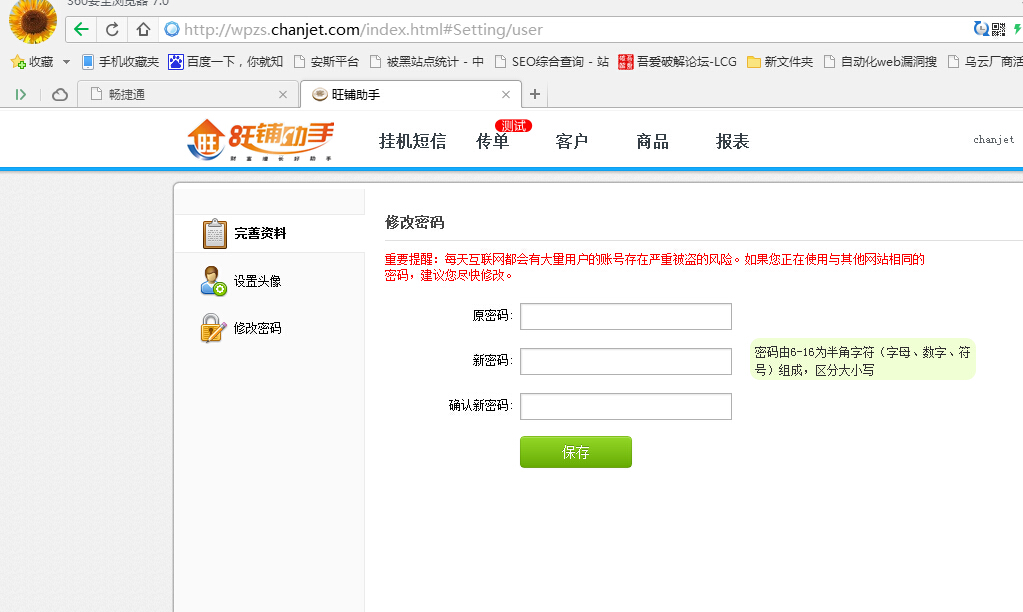 360安全浏览器 7.0
http://wpzs.chanjet.com/index.html#Setting/user
收藏 手机收藏夹 百度一下，你就知 安斯平台 被黑站点统计 - 中 SEO综合查询 - 站 吾爱破解论坛-LCG 新文件夹 自动化web漏洞搜 乌云厂商活
畅捷通 旺铺助手
旺铺助手
财富增长好助手
挂机短信 传单 测试 客户 商品 报表 chanjet
完善资料
设置头像
修改密码
修改密码
重要提醒：每天互联网都会有大量用户的账号存在严重被盗的风险。如果您正在使用与其他网站相同的
密码，建议您尽快修改。
原密码:
新密码:
密码由6-16为半角字符（字母、数字、符
号）组成，区分大小写
确认新密码:
保存